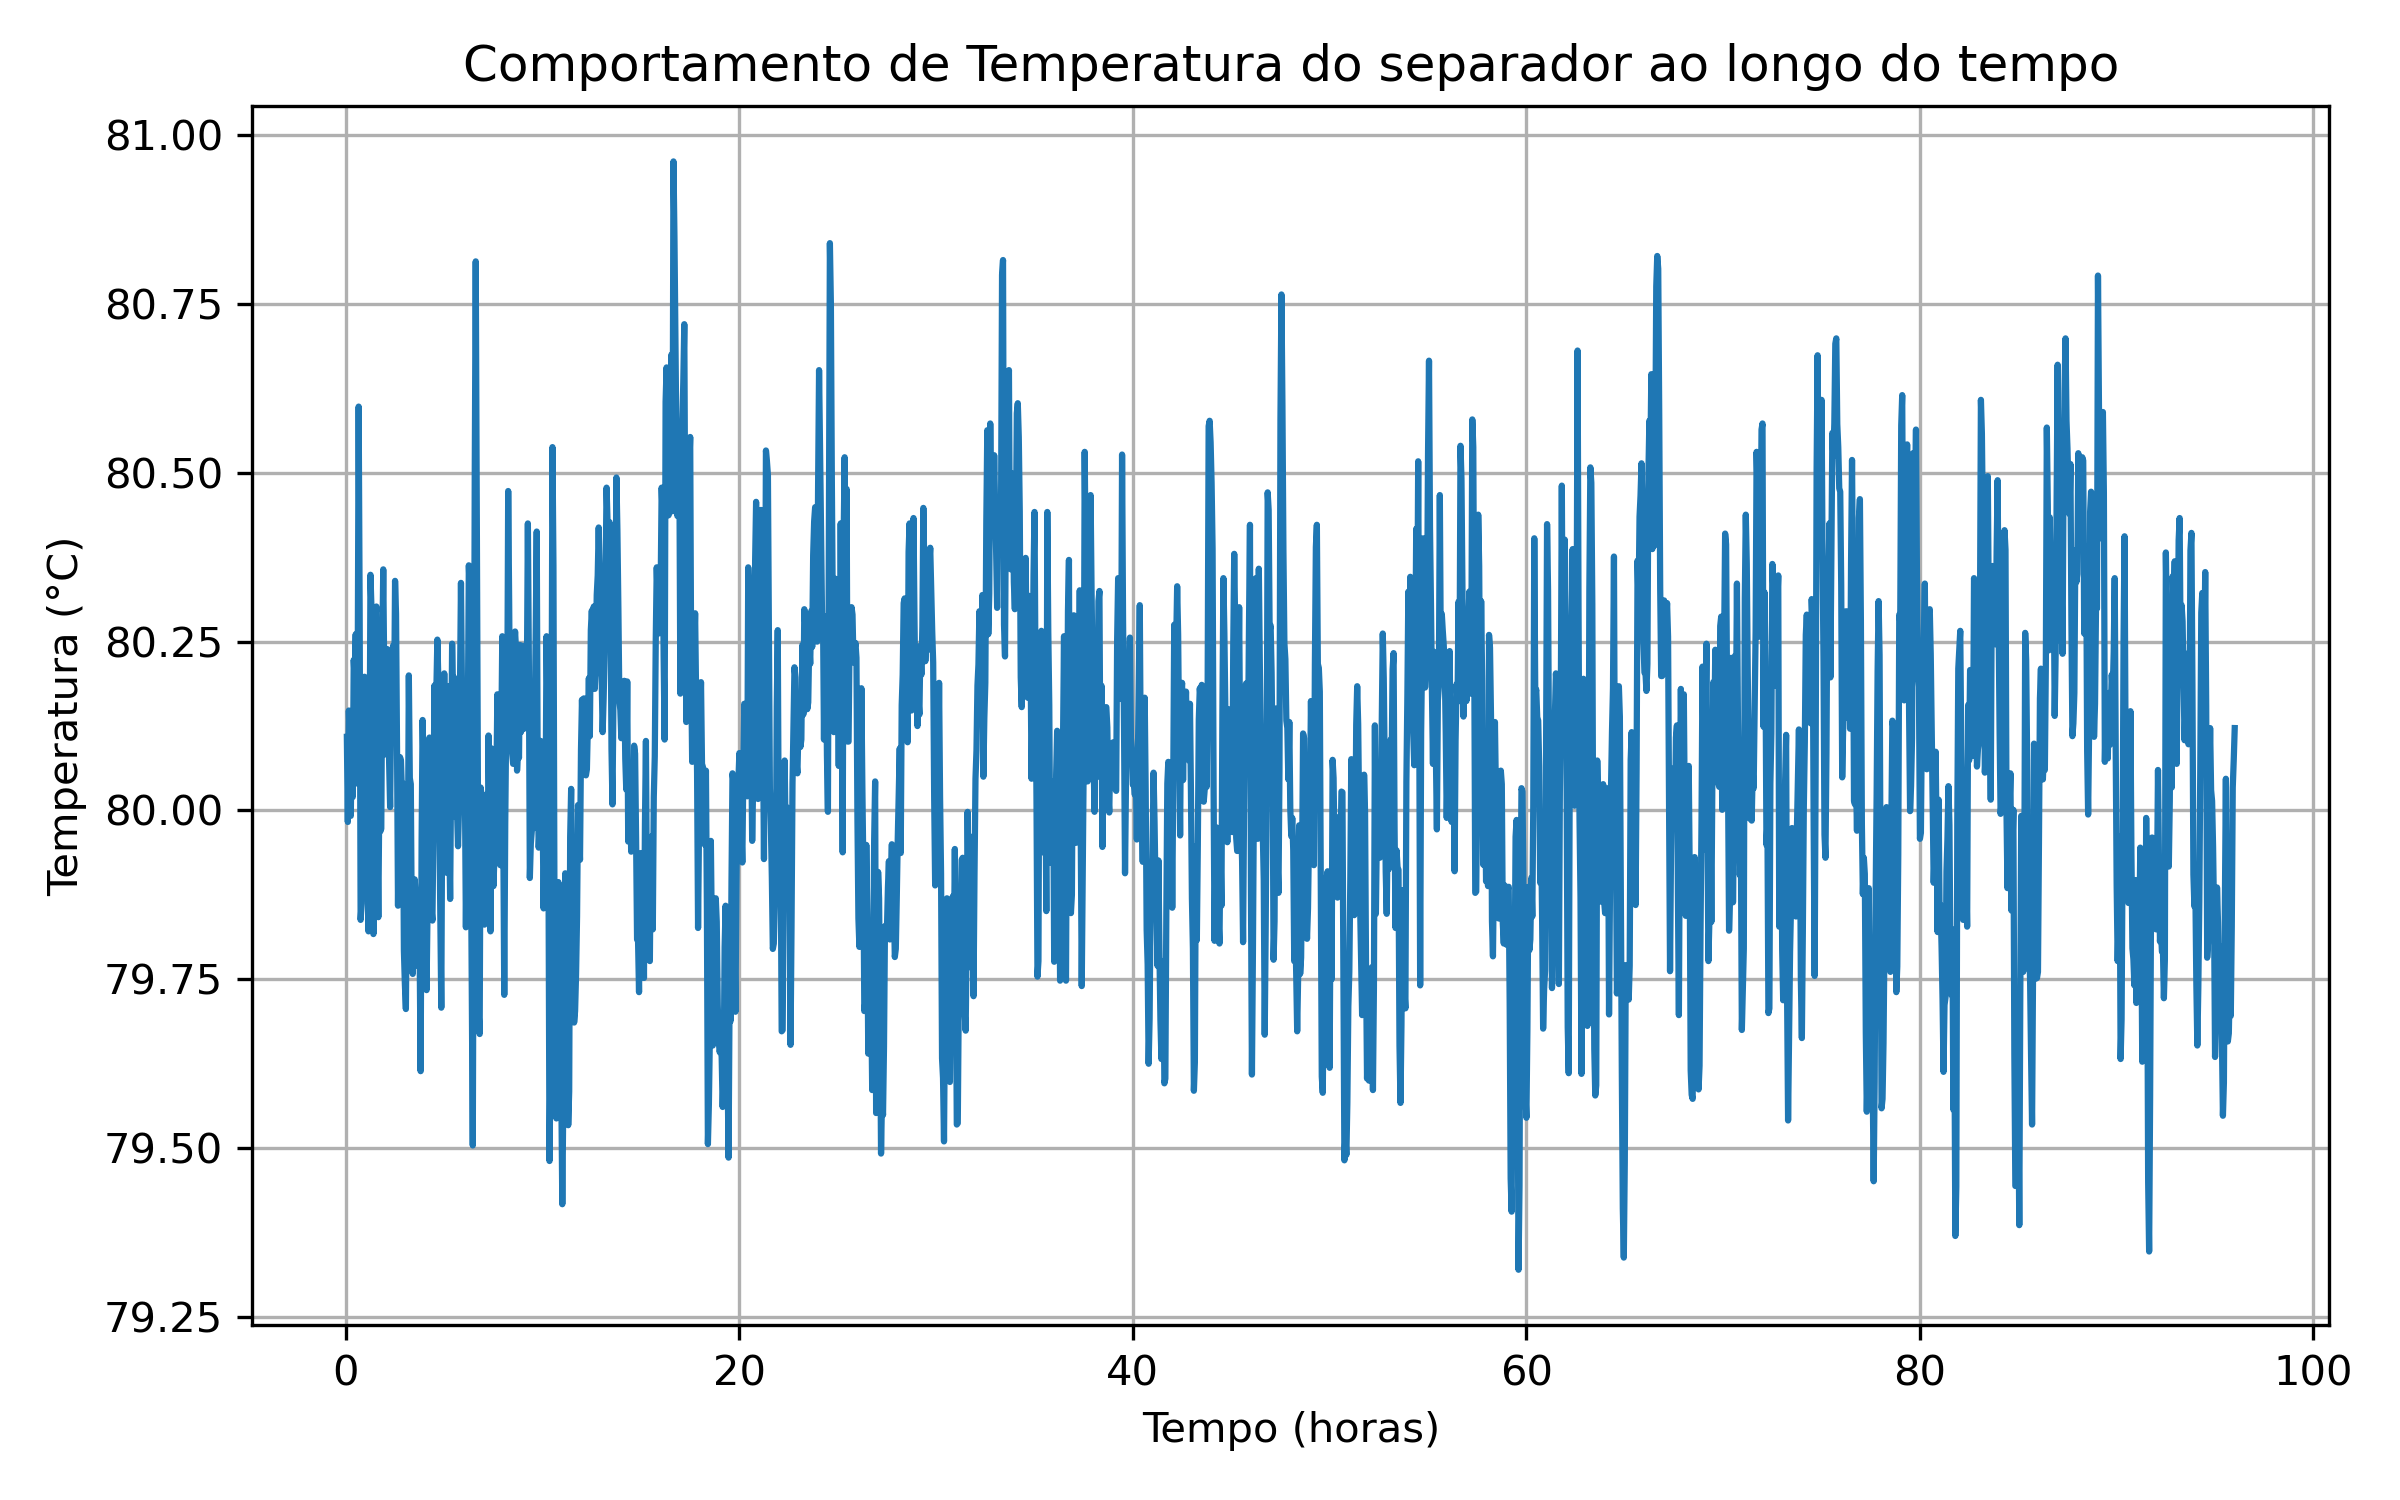 Comportamento de Temperatura do separador ao longo do tempo
81.00
80.75
80.50
80.25
80.00
79.75
79.50
79.25
Temperatura (°C)
0 20 40 60 80 100
Tempo (horas)